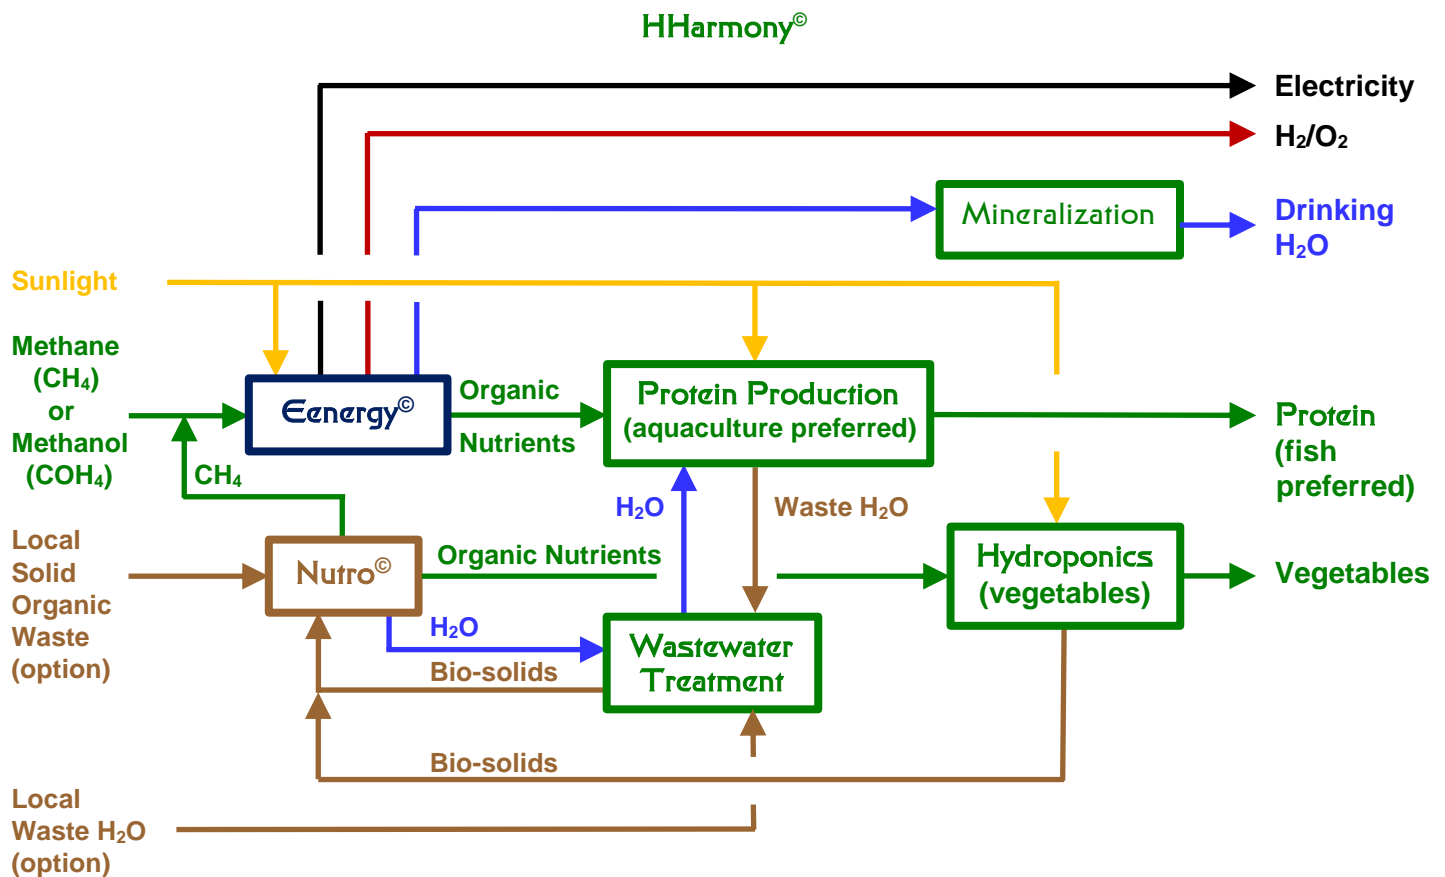 HHarmony©
Electricity
H₂/O₂
Mineralization
Drinking
H₂O
Sunlight
Methane
(CH₄)
or
Methanol
(COH₄)
Eenergy©
Organic
Nutrients
Protein Production
(aquaculture preferred)
Protein
(fish
preferred)
CH₄
H₂O
Waste H₂O
Local
Solid
Organic
Waste
(option)
Nutro©
Organic Nutrients
Hydroponics
(vegetables)
Vegetables
H₂O
Bio-solids
Wastewater
Treatment
Bio-solids
Local
Waste H₂O
(option)